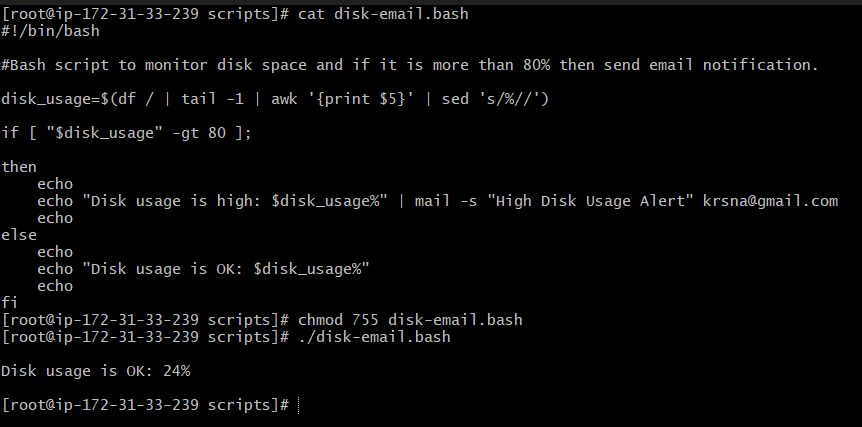 [root@ip-172-31-33-239 scripts]# cat disk-email.bash
#!/bin/bash
#Bash script to monitor disk space and if it is more than 80% then send email notification.
disk_usage=$(df / | tail -1 | awk '{print $5}' | sed 's/%//')
if [ "$disk_usage" -gt 80 ];
then
    echo
    echo "Disk usage is high: $disk_usage%" | mail -s "High Disk Usage Alert" krsna@gmail.com
    echo
else
    echo
    echo "Disk usage is OK: $disk_usage%"
    echo
fi
[root@ip-172-31-33-239 scripts]# chmod 755 disk-email.bash
[root@ip-172-31-33-239 scripts]# ./disk-email.bash
Disk usage is OK: 24%
[root@ip-172-31-33-239 scripts]#